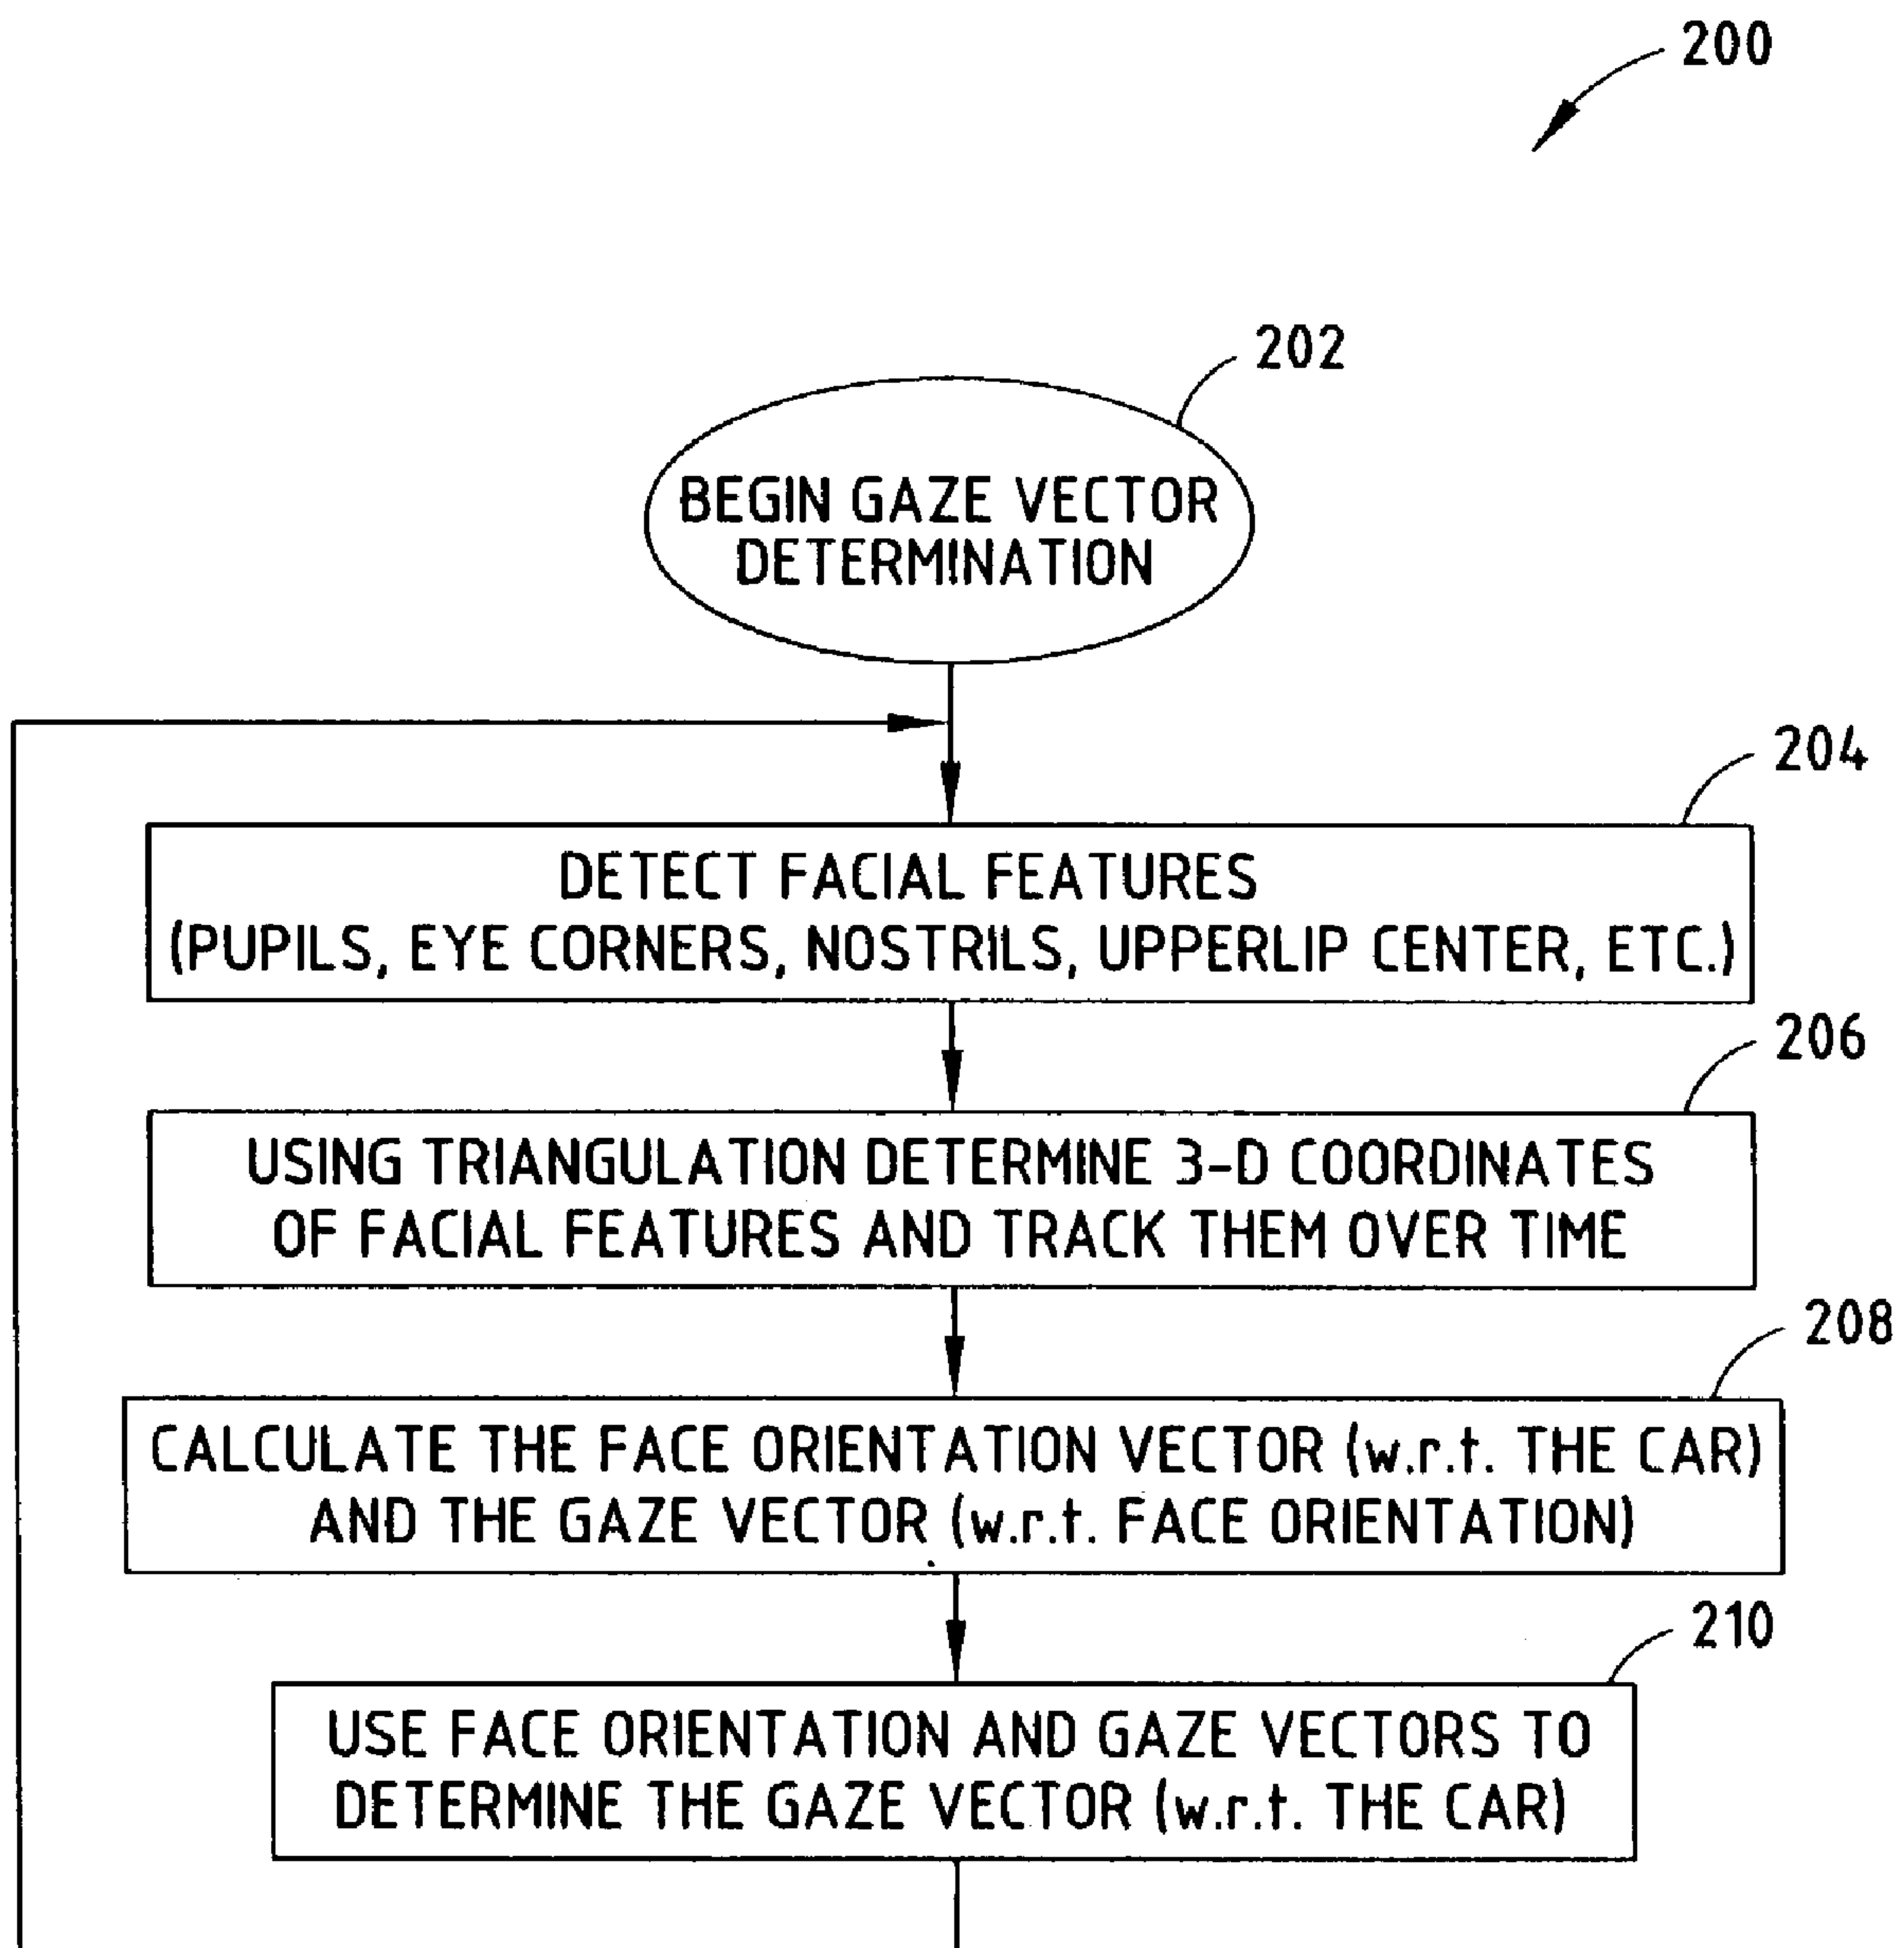 200
202
BEGIN GAZE VECTOR
DETERMINATION
204
DETECT FACIAL FEATURES
(PUPILS, EYE CORNERS, NOSTRILS, UPPERLIP CENTER, ETC.)
206
USING TRIANGULATION DETERMINE 3-D COORDINATES
OF FACIAL FEATURES AND TRACK THEM OVER TIME
208
CALCULATE THE FACE ORIENTATION VECTOR (w.r.t. THE CAR)
AND THE GAZE VECTOR (w.r.t. FACE ORIENTATION)
210
USE FACE ORIENTATION AND GAZE VECTORS TO
DETERMINE THE GAZE VECTOR (w.r.t. THE CAR)